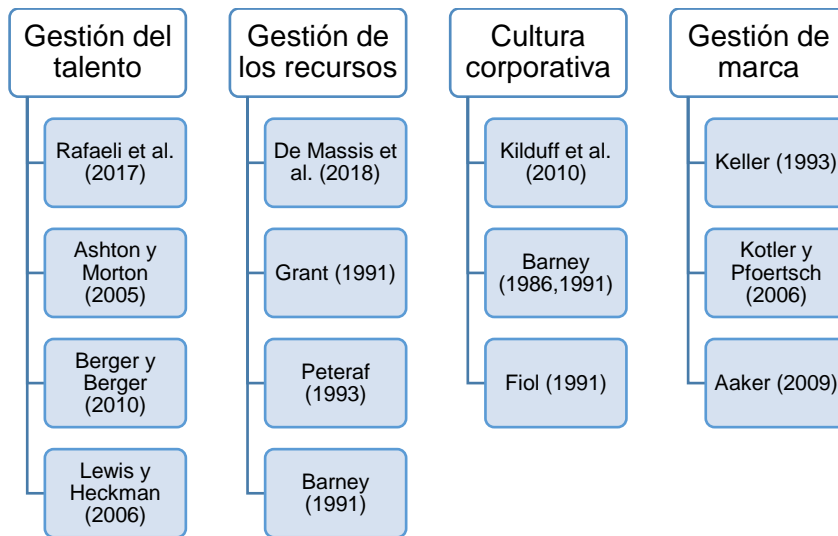 Gestión del
talento
Rafaeli et al.
(2017)
Ashton y
Morton
(2005)
Berger y
Berger
(2010)
Lewis y
Heckman
(2006)
Gestión de
los recursos
De Massis et
al. (2018)
Grant (1991)
Peteraf
(1993)
Barney
(1991)
Cultura
corporativa
Kilduff et al.
(2010)
Barney
(1986,1991)
Fiol (1991)
Gestión de
marca
Keller (1993)
Kotler y
Pfoertsch
(2006)
Aaker (2009)